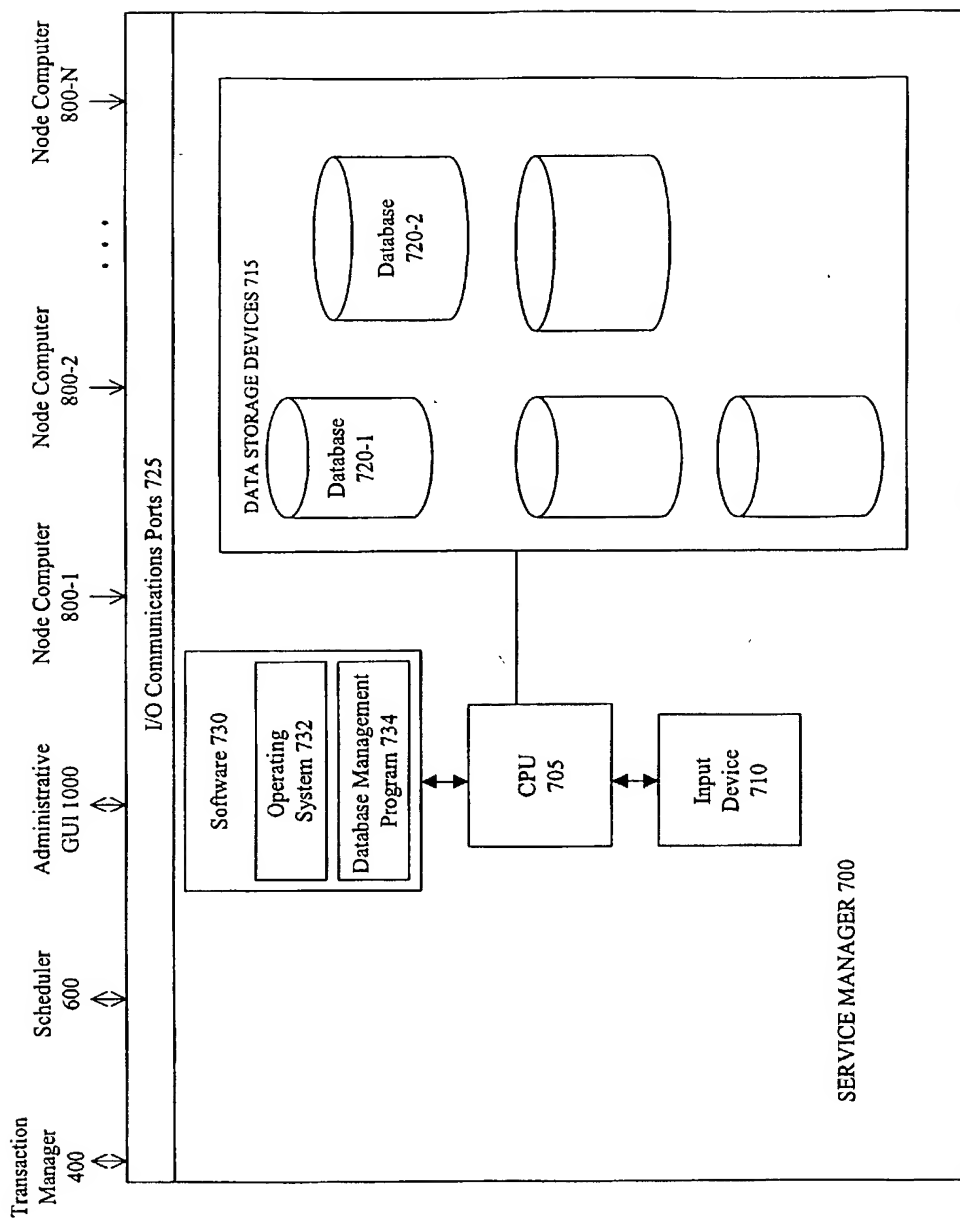 Transaction
Manager
400
Scheduler
600
Administrative
GUI 1000
Node Computer
800-1
Node Computer
800-2
. . .
Node Computer
800-N
I/O Communications Ports 725
Software 730
Operating
System 732
Database Management
Program 734
CPU
705
Input
Device
710
DATA STORAGE DEVICES 715
Database
720-1
Database
720-2
SERVICE MANAGER 700